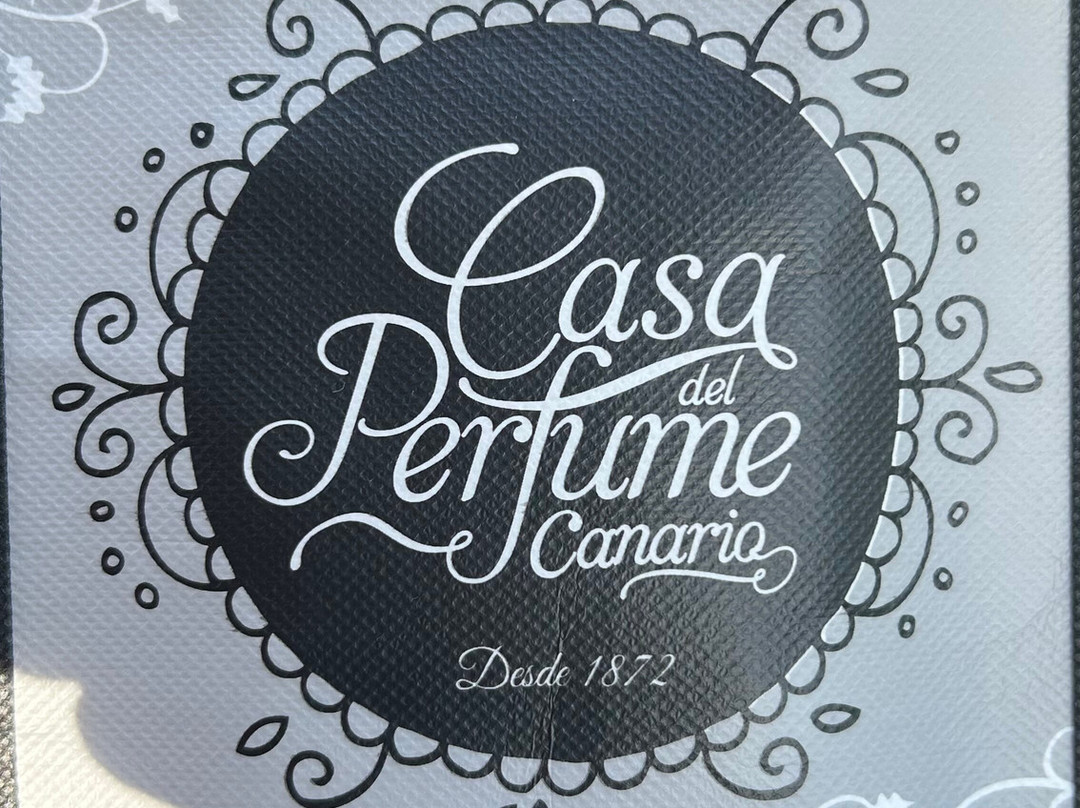 Casa
del
Perfume
Canario
Desde 1872